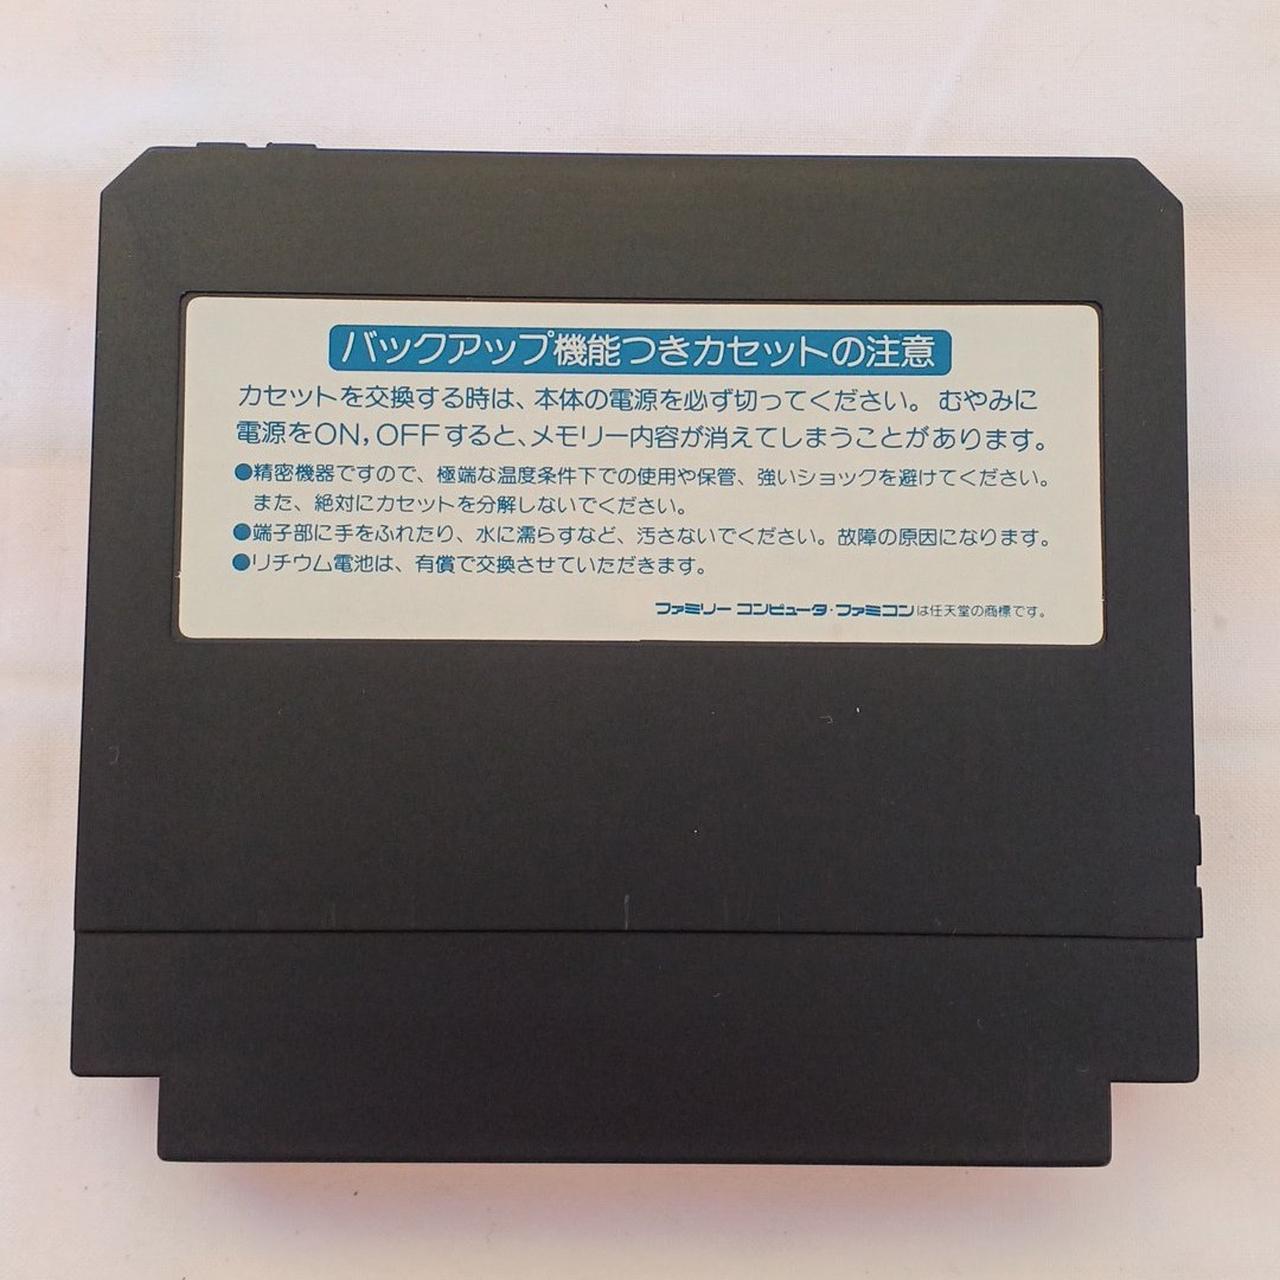 バックアップ機能つきカセットの注意
カセットを交換する時は、本体の電源を必ず切ってください。むやみに
電源をON,OFFすると、メモリー内容が消えてしまうことがあります。
●精密機器ですので、極端な温度条件下での使用や保管、強いショックを避けてください。
また、絶対にカセットを分解しないでください。
●端子部に手をふれたり、水に濡らすなど、汚さないでください。故障の原因になります。
●リチウム電池は、有償で交換させていただきます。
ファミリー コンピュータ・ファミコンは任天堂の商標です。